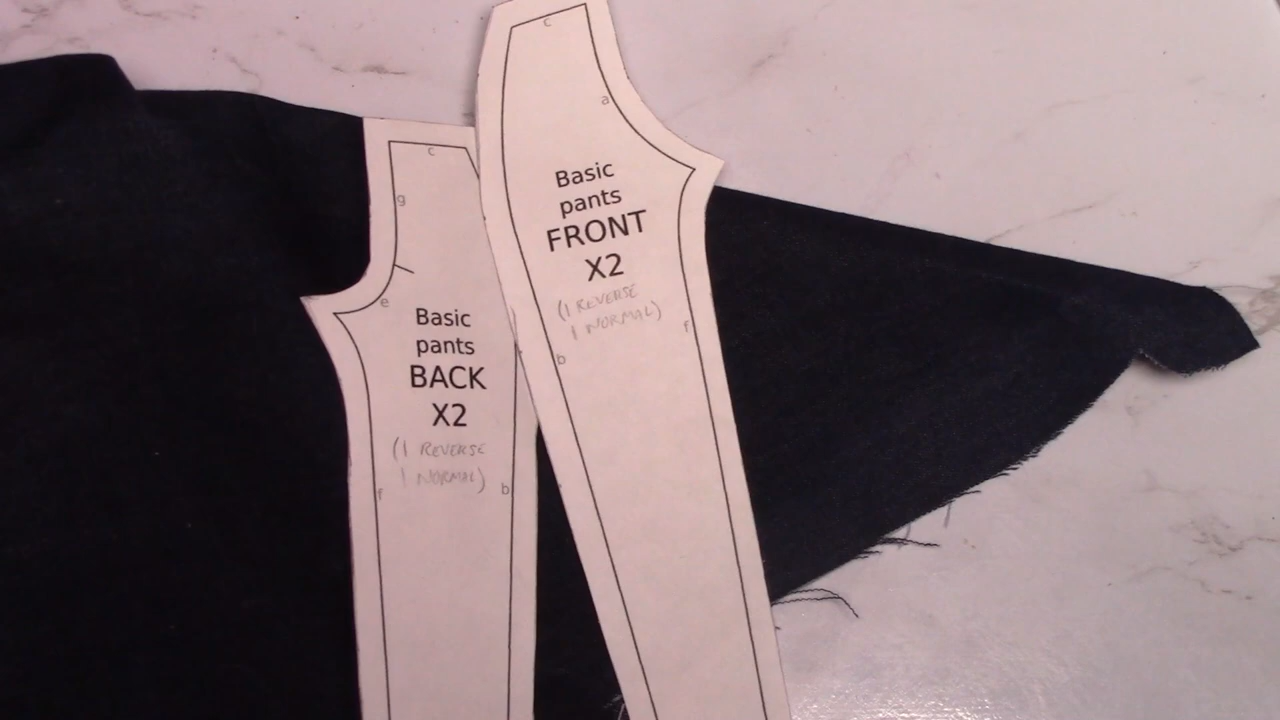 c
g
e
Basic
pants
BACK
X2
(1 REVERSE
1 NORMAL)
f
b
c
a
Basic
pants
FRONT
X2
(1 REVERSE
1 NORMAL)
f
b